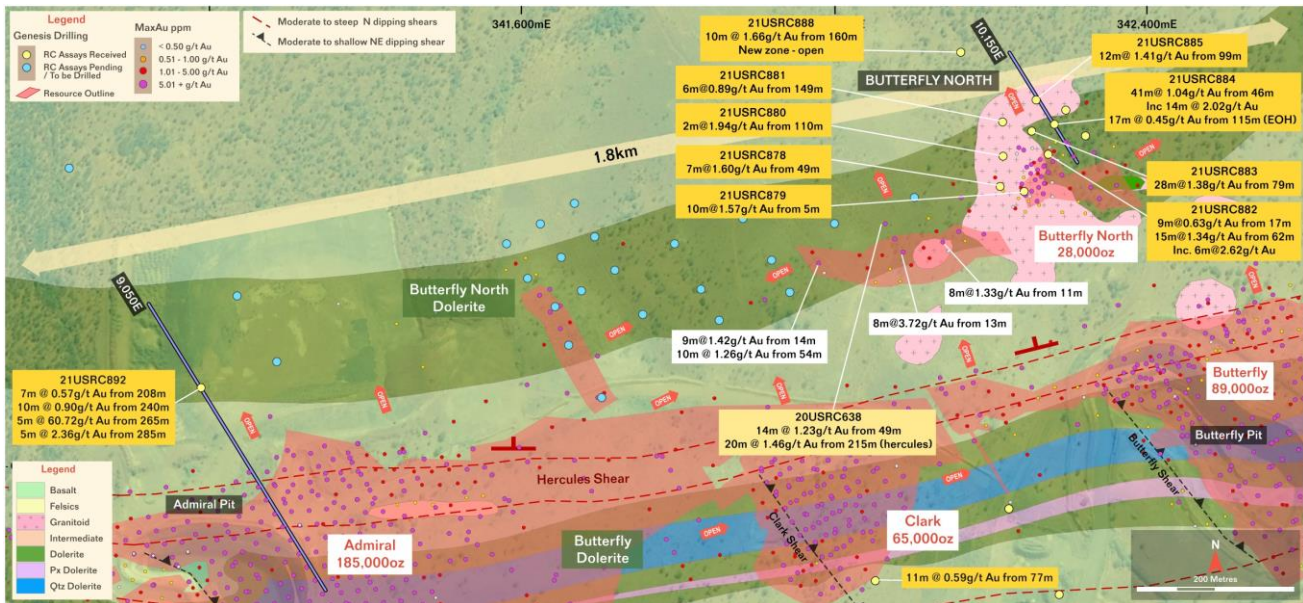 Legend
Genesis Drilling
RC Assays Received
RC Assays Pending
/ To be Drilled
Resource Outline
MaxAu ppm
< 0.50 g/t Au
0.51 - 1.00 g/t Au
1.01 - 5.00 g/t Au
5.01 + g/t Au
Moderate to steep N dipping shears
Moderate to shallow NE dipping shear
341,600mE
342,400mE
21USRC888
10m @ 1.66g/t Au from 160m
New zone - open
BUTTERFLY NORTH
10.150E
21USRC885
12m @ 1.41g/t Au from 99m
21USRC881
6m@0.89g/t Au from 149m
21USRC884
41m @ 1.04g/t Au from 46m
Inc 14m @ 2.02g/t Au
17m @ 0.45g/t Au from 115m (EOH)
OPEN
21USRC880
2m@1.94g/t Au from 110m
1.8km
OPEN
21USRC878
7m@1.60g/t Au from 49m
21USRC883
28m@1.38g/t Au from 79m
OPEN
21USRC879
10m@1.57g/t Au from 5m
21USRC882
9m@0.63g/t Au from 17m
15m@1.34g/t Au from 62m
Inc. 6m@2.62g/t Au
Butterfly North
28,000oz
OPEN
OPEN
9.050E
Butterfly North
Dolerite
8m@1.33g/t Au from 11m
8m@3.72g/t Au from 13m
OPEN
9m@1.42g/t Au from 14m
10m @ 1.26g/t Au from 54m
OPEN
Butterfly
89,000oz
21USRC892
7m @ 0.57g/t Au from 208m
10m @ 0.90g/t Au from 240m
5m @ 60.72g/t Au from 265m
5m @ 2.36g/t Au from 285m
OPEN
OPEN
OPEN
OPEN
20USRC638
14m @ 1.23g/t Au from 49m
20m @ 1.46g/t Au from 215m (hercules)
Butterfly Pit
Butterfly Shear
Legend
Basalt
Felsics
Granitoid
Intermediate
Dolerite
Px Dolerite
Qtz Dolerite
Hercules Shear
OPEN
Admiral Pit
Clark Shear
Clark
65,000oz
OPEN
Admiral
185,000oz
Butterfly
Dolerite
11m @ 0.59g/t Au from 77m
N
200 Metres